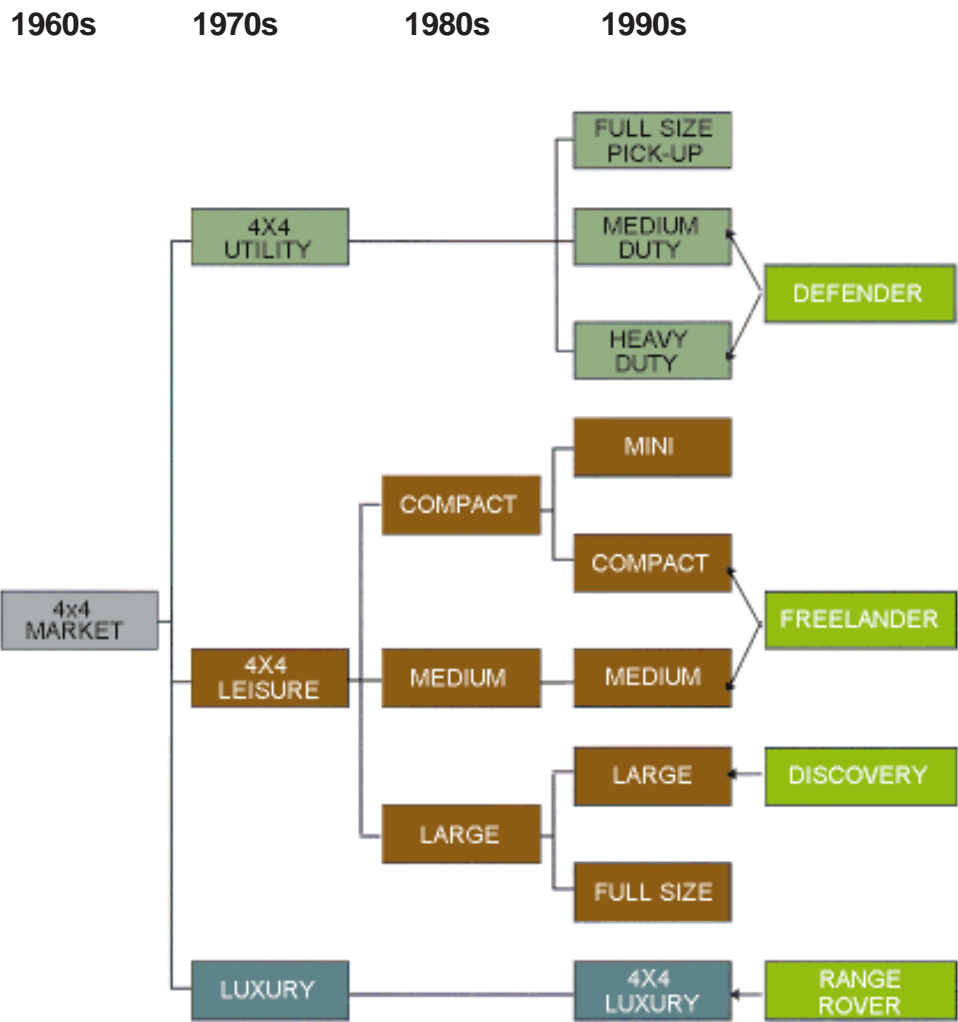 1960s 1970s 1980s 1990s
FULL SIZE
PICK-UP
4X4
UTILITY
MEDIUM
DUTY
DEFENDER
HEAVY
DUTY
MINI
COMPACT
COMPACT
4x4
MARKET
FREELANDER
4X4
LEISURE
MEDIUM
MEDIUM
LARGE
DISCOVERY
LARGE
FULL SIZE
LUXURY
4X4
LUXURY
RANGE
ROVER